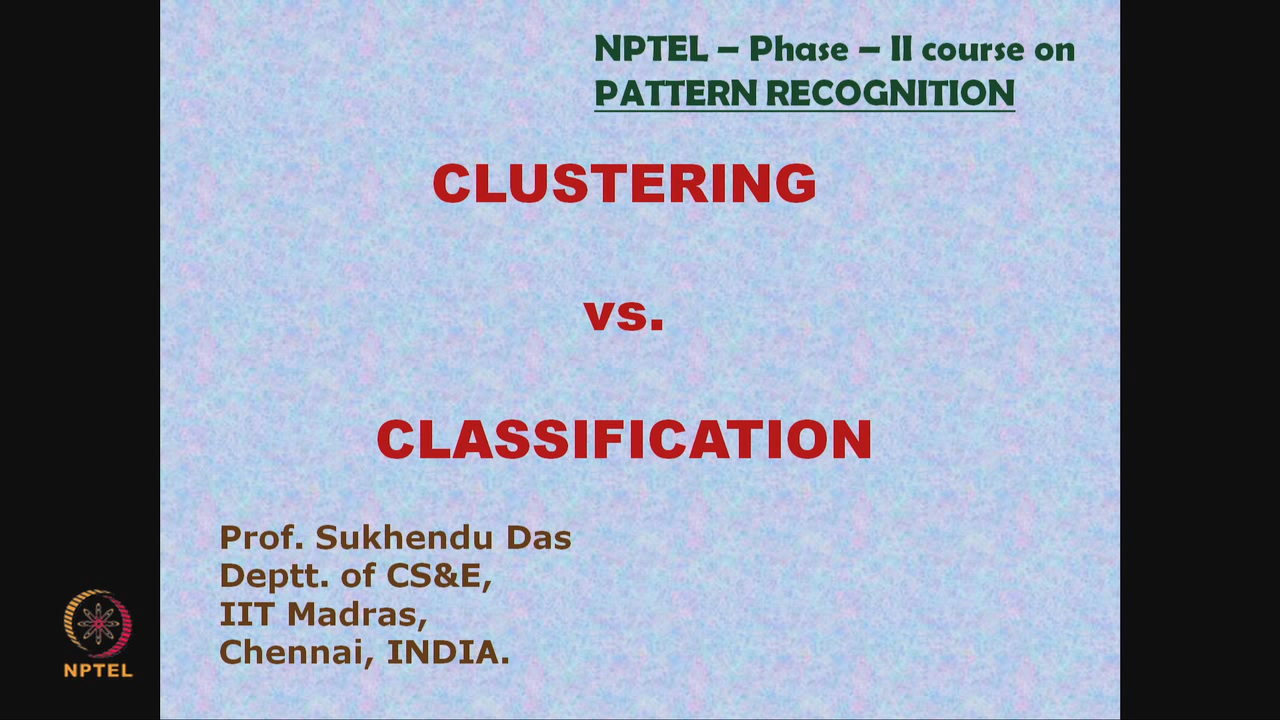 NPTEL – Phase – II course on
PATTERN RECOGNITION
CLUSTERING
vs.
CLASSIFICATION
Prof. Sukhendu Das
Deptt. of CS&E,
IIT Madras,
Chennai, INDIA.
NPTEL